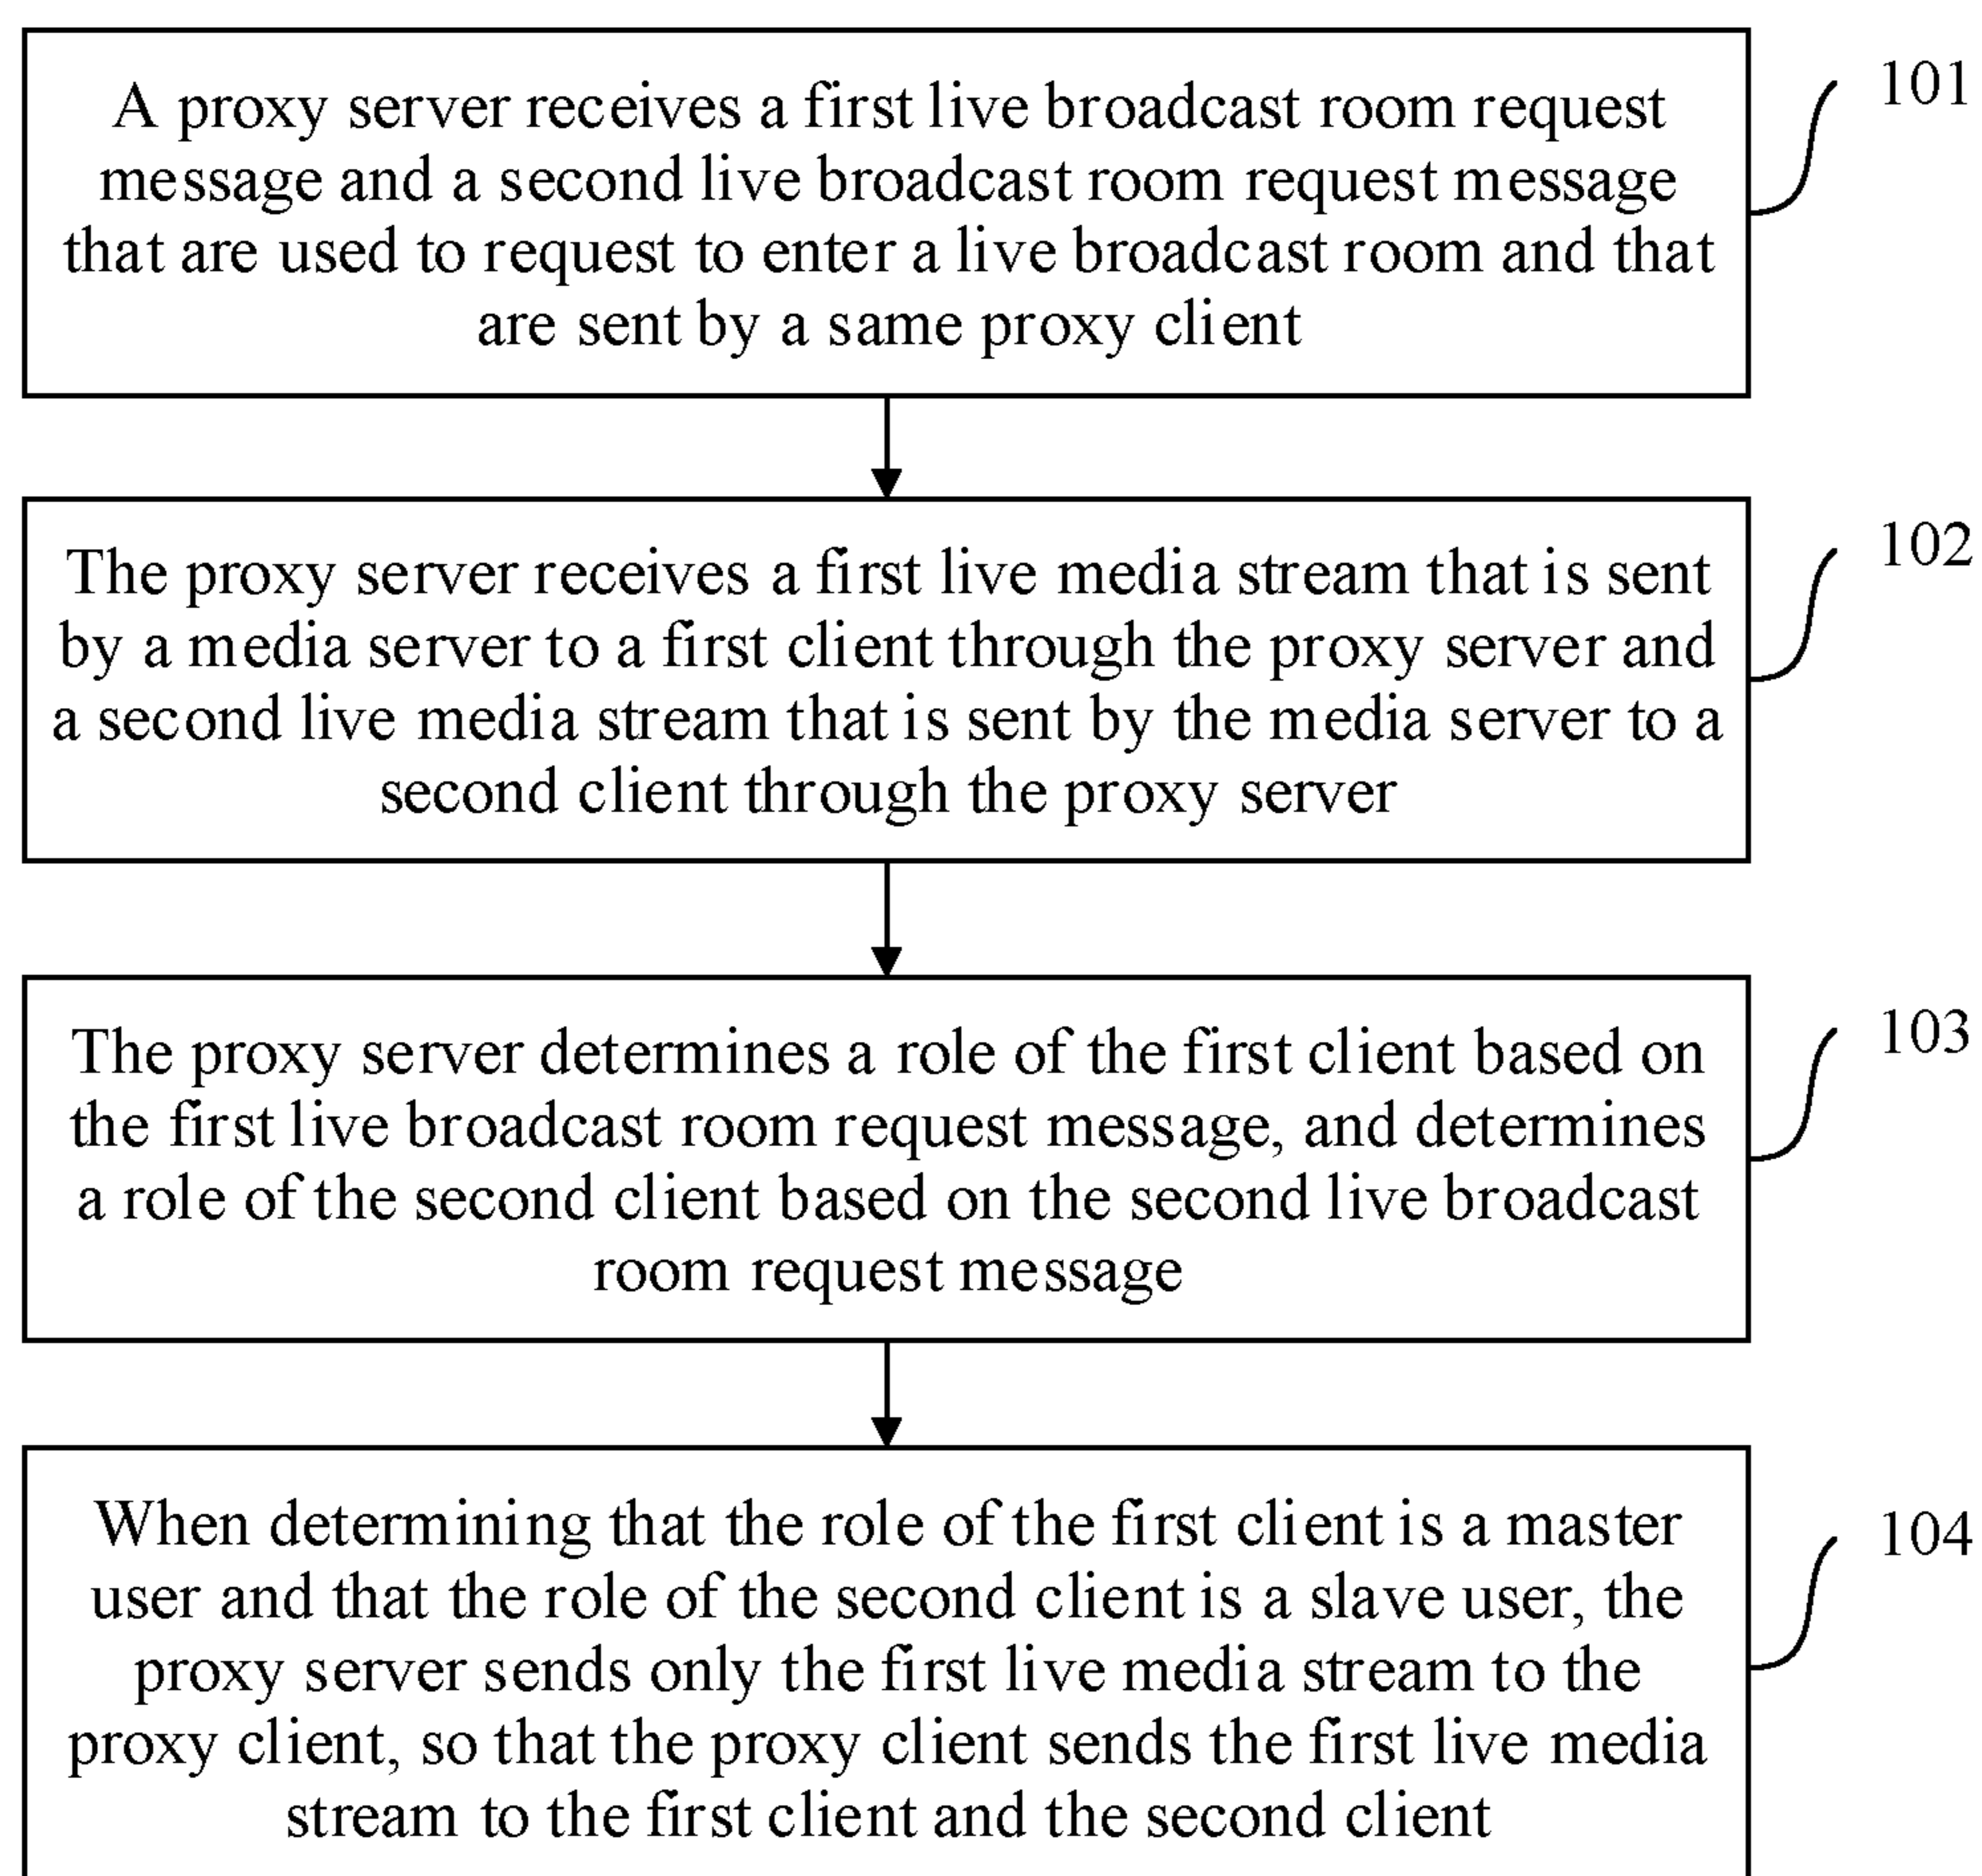 A proxy server receives a first live broadcast room request
message and a second live broadcast room request message
that are used to request to enter a live broadcast room and that
are sent by a same proxy client
101
The proxy server receives a first live media stream that is sent
by a media server to a first client through the proxy server and
a second live media stream that is sent by the media server to a
second client through the proxy server
102
The proxy server determines a role of the first client based on
the first live broadcast room request message, and determines
a role of the second client based on the second live broadcast
room request message
103
When determining that the role of the first client is a master
user and that the role of the second client is a slave user, the
proxy server sends only the first live media stream to the
proxy client, so that the proxy client sends the first live media
stream to the first client and the second client
104